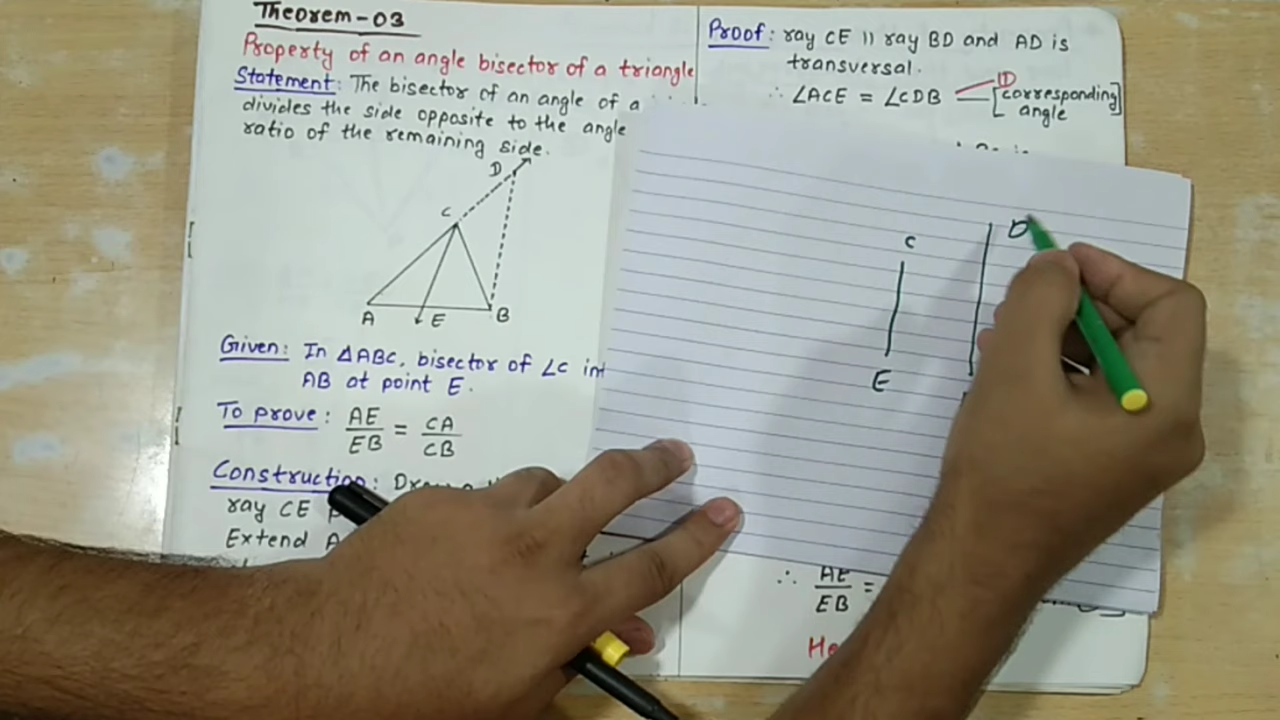 Theorem-03
Property of an angle bisector of a triangle
Statement: The bisector of an angle of a
divides the side opposite to the angle
ratio of the remaining side.
D
C
A
E
B
Given: In △ABC, bisector of ∠C
AB at point E.
To prove: AE/EB = CA/CB
Construction:
ray CE
Extend
Proof: ray CE || ray BD and AD is
transversal.
∴ ∠ACE = ∠CDB — [corresponding angle] ①
C
D
E
∴ AE/EB =